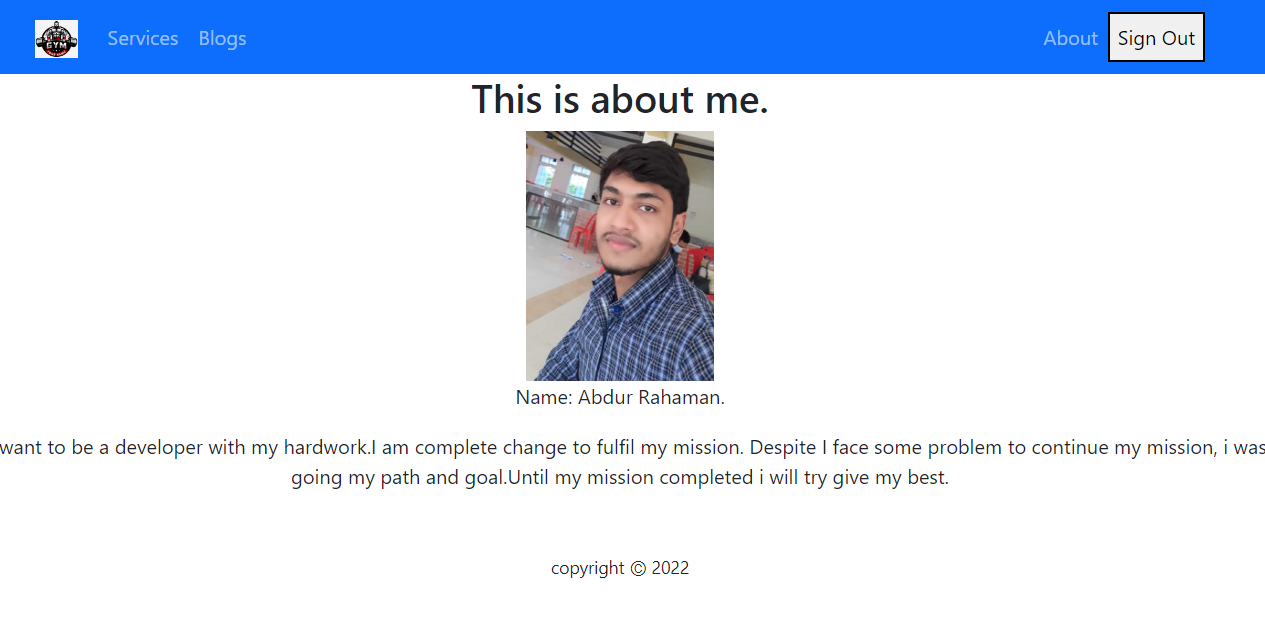 GYM
Services Blogs About Sign Out
This is about me.
Name: Abdur Rahaman.
want to be a developer with my hardwork.I am complete change to fulfil my mission. Despite I face some problem to continue my mission, i was
going my path and goal.Until my mission completed i will try give my best.
copyright © 2022